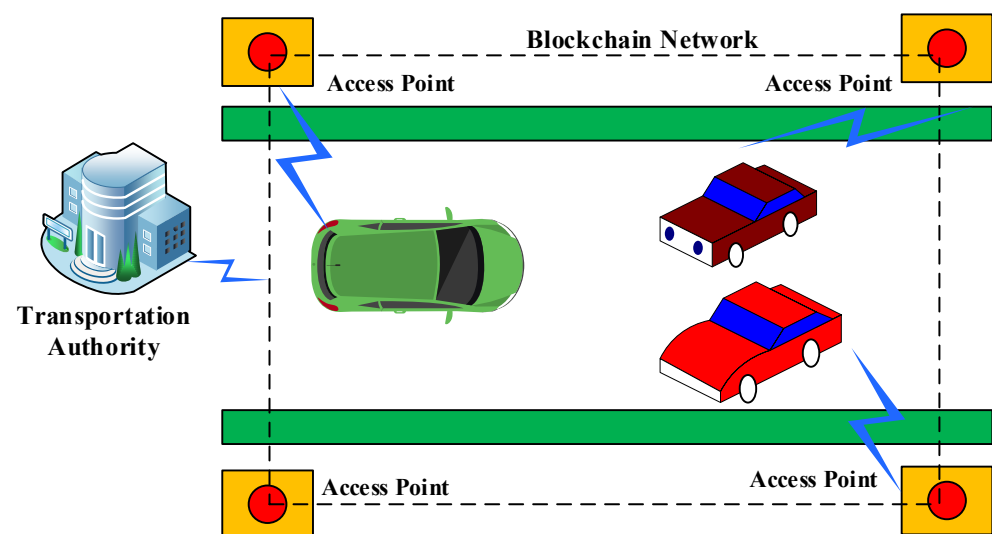 Blockchain Network
Access Point
Access Point
Transportation
Authority
Access Point
Access Point